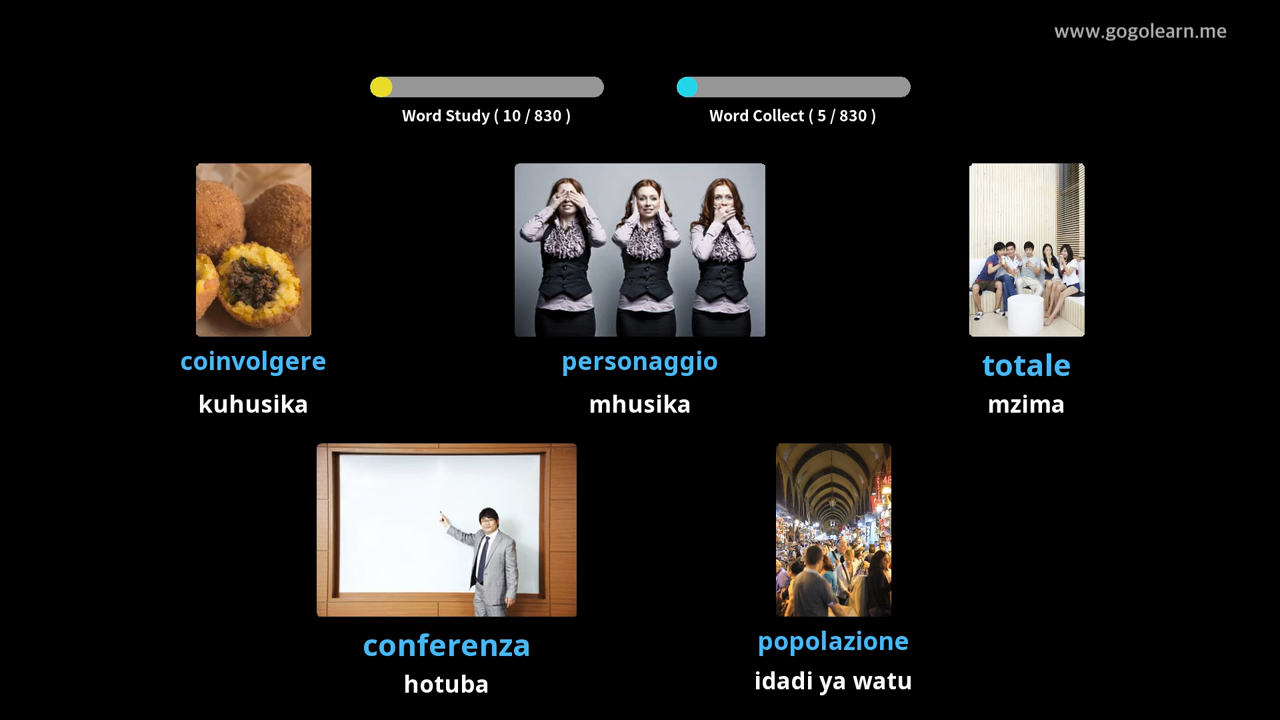 www.gogolearn.me
Word Study ( 10 / 830 )
Word Collect ( 5 / 830 )
coinvolgere
kuhusika
personaggio
mhusika
totale
mzima
conferenza
hotuba
popolazione
idadi ya watu